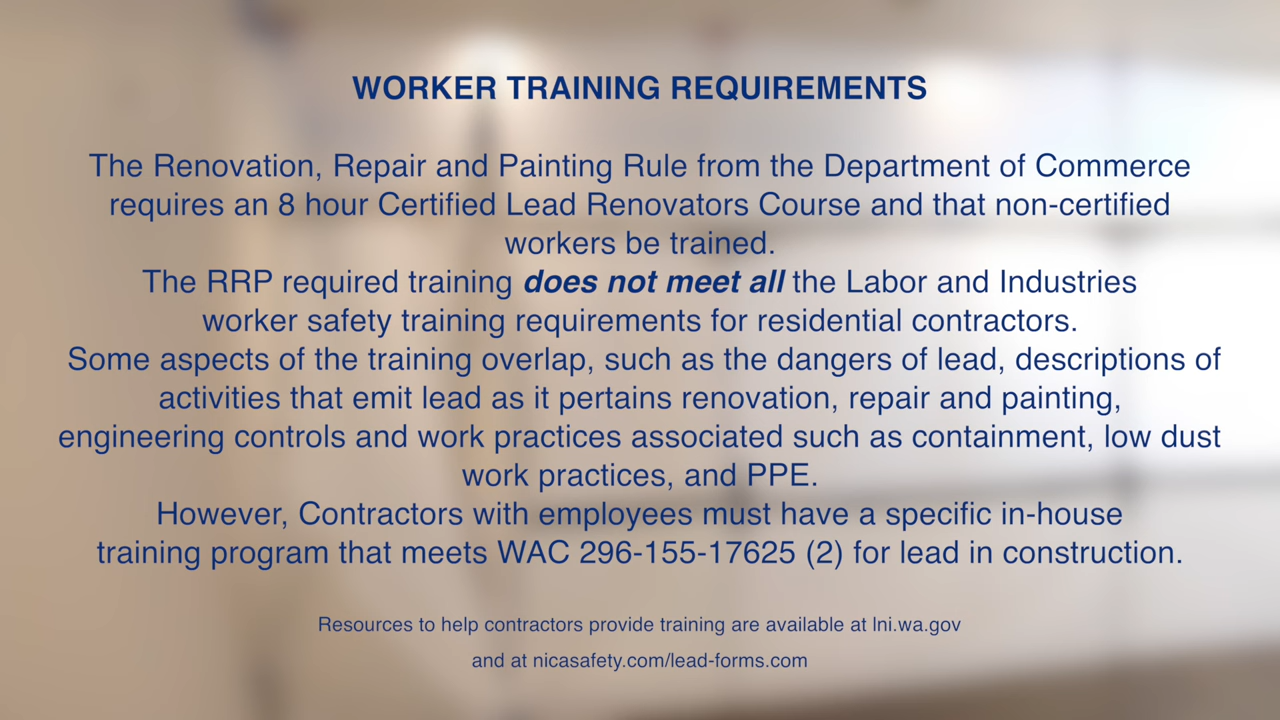 WORKER TRAINING REQUIREMENTS
The Renovation, Repair and Painting Rule from the Department of Commerce
requires an 8 hour Certified Lead Renovators Course and that non-certified
workers be trained.
The RRP required training does not meet all the Labor and Industries
worker safety training requirements for residential contractors.
Some aspects of the training overlap, such as the dangers of lead, descriptions of
activities that emit lead as it pertains renovation, repair and painting,
engineering controls and work practices associated such as containment, low dust
work practices, and PPE.
However, Contractors with employees must have a specific in-house
training program that meets WAC 296-155-17625 (2) for lead in construction.
Resources to help contractors provide training are available at lni.wa.gov
and at nicasafety.com/lead-forms.com